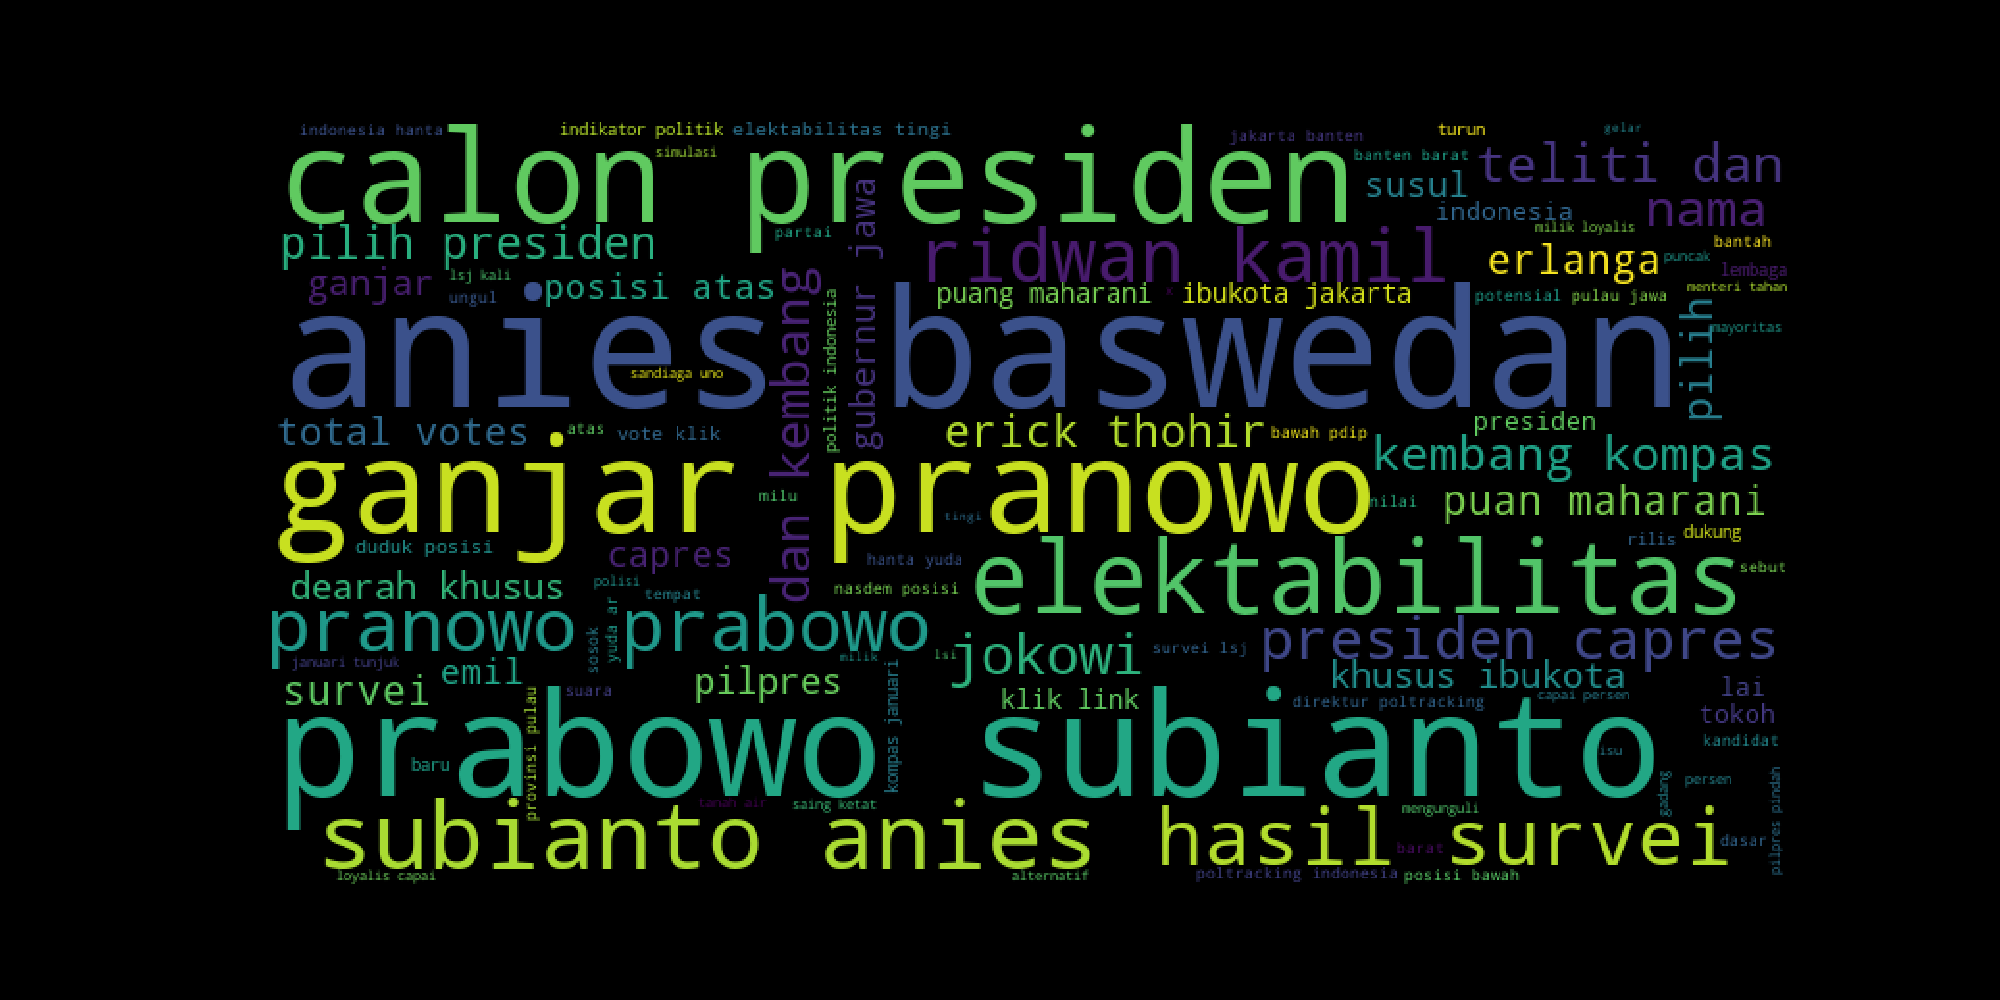 indonesia hanta
indikator politik
elektabilitas tingi
jakarta banten
turun
gelar
calon presiden
simulasi
banten barat
teliti dan
susul
nama
indonesia
milik loyalis
pilih presiden
partai
gubernur jawa
ridwan kamil
erlanga
bantah
puncak
lembaga
ganjar
lsj kali
ungul
posisi atas
dan kembang
politik indonesia
puang maharani
ibukota jakarta
potensial
pulau jawa
menteri tahan
anies baswedan
sandiaga uno
pilih
mayoritas
total votes
atas
vote klik
erick thohir
bawah pdip
presiden
ganjar pranowo
kembang kompas
milu
tingi
nilai
puan maharani
duduk posisi
capres
hanta yuda
rilis
dukung
elektabilitas
sebut
dearah khusus
polisi
tempat
nasdem posisi
pranowo
sosok
yuda ar
prabowo
jokowi
lsi
survei lsj
presiden capres
januari tunjuk
emil
milik
khusus ibukota
survei
suara
pilpres
kompas januari
klik link
direktur poltracking
capai persen
lai
tokoh
prabowo subianto
baru
provinsi pulau
isu
kandidat
persen
gadang
pilpres pindah
tanah air
saing ketat
mengunguli
subianto anies
hasil survei
barat
dasar
loyalis capai
alternatif
poltracking indonesia
posisi bawah